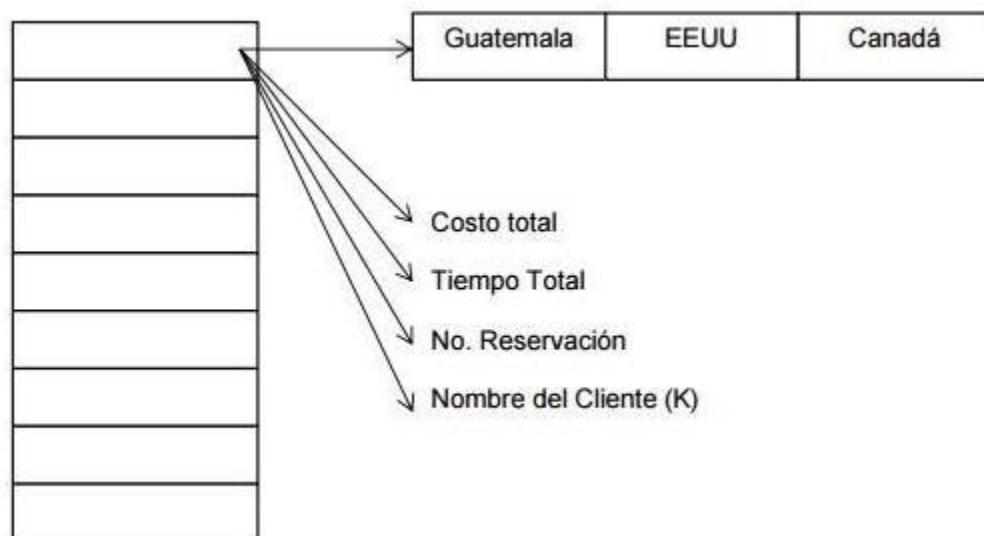 Guatemala EEUU Canadá
Costo total
Tiempo Total
No. Reservación
Nombre del Cliente (K)